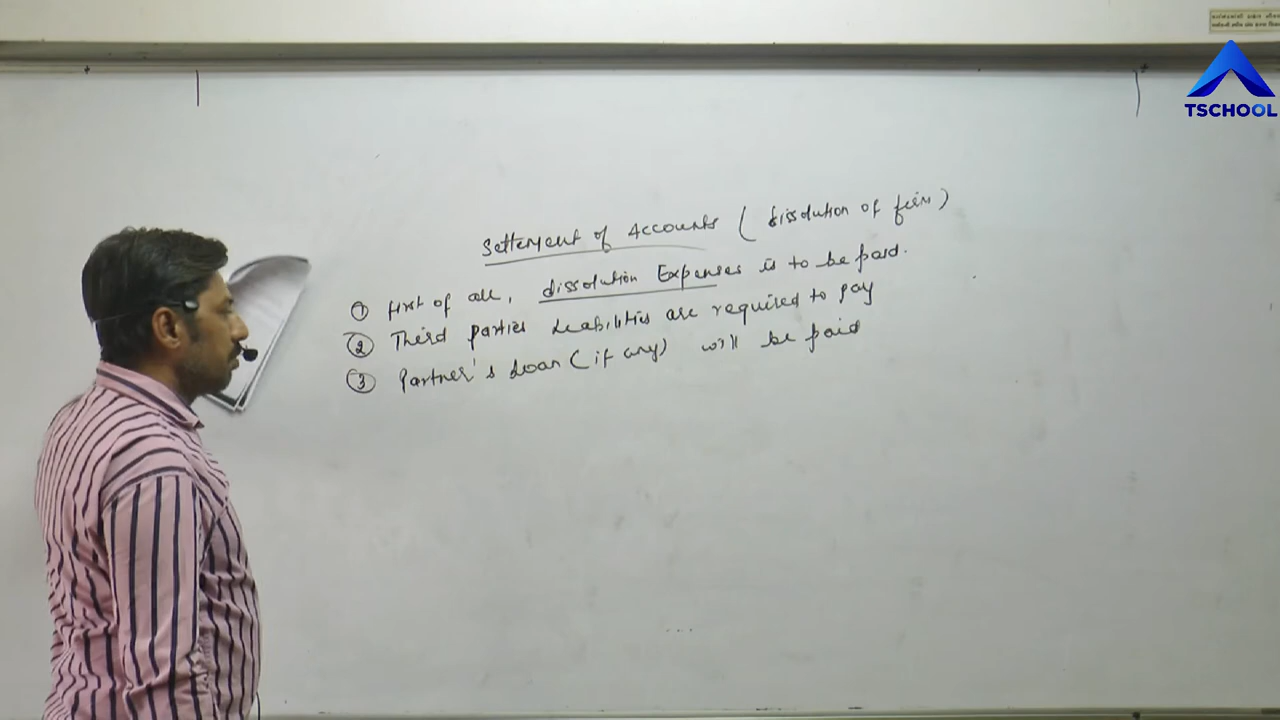 TSCHOOL
Settlement of Accounts ( dissolution of firm )
① first of all, dissolution Expenses is to be paid.
② Third parties liabilities are required to pay
③ Partner's Loan (if any) will be paid